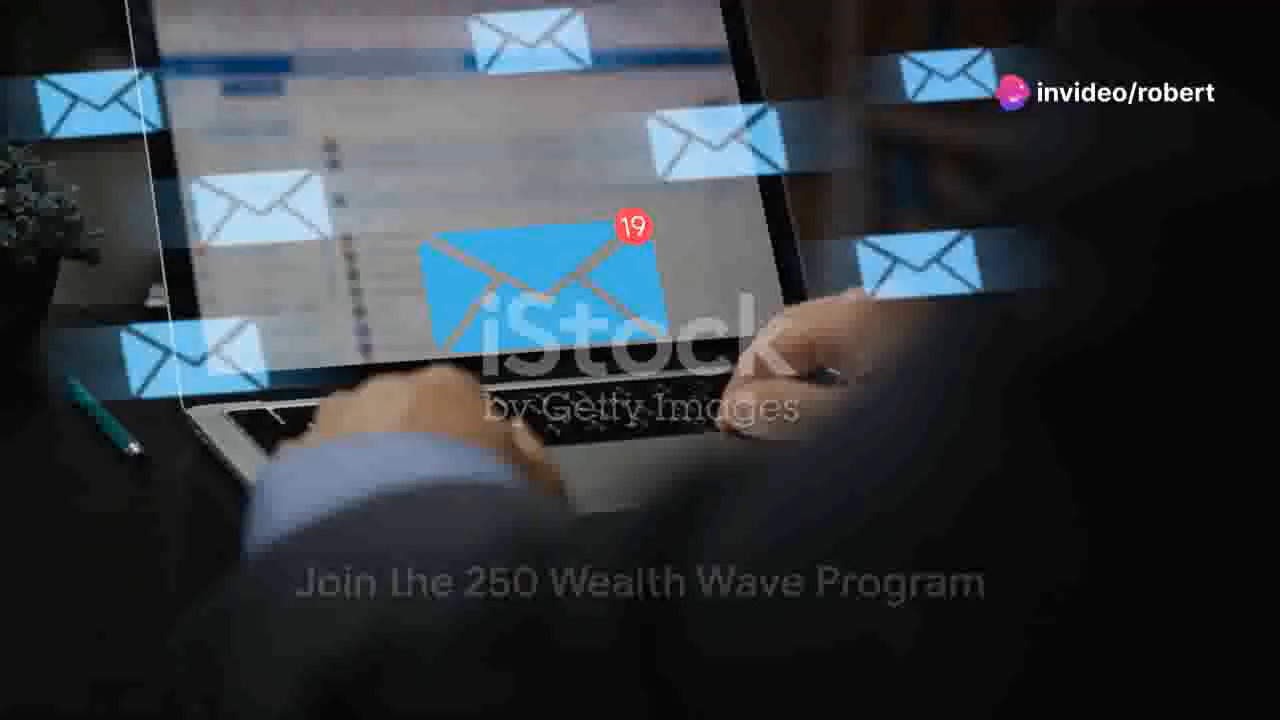 invideo/robert
19
iStock
by Getty Images
Join the 250 Wealth Wave Program